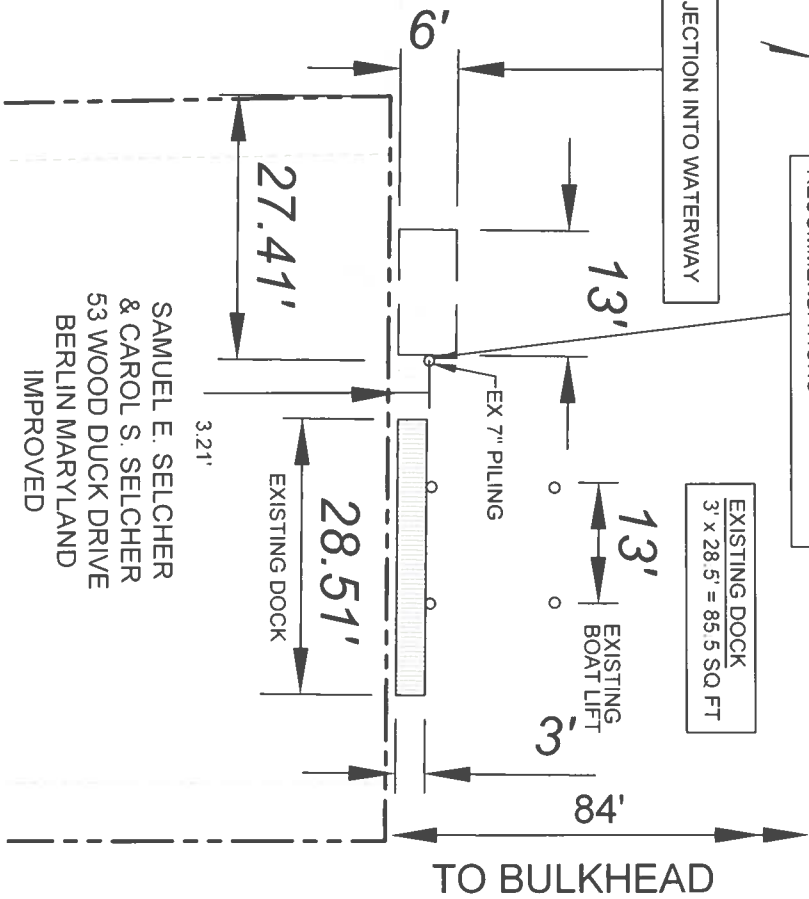 6'
JECTION INTO WATERWAY
27.41'
13'
EX 7" PILING
3.21'
SAMUEL E. SELCHER
& CAROL S. SELCHER
53 WOOD DUCK DRIVE
BERLIN MARYLAND
IMPROVED
28.51'
EXISTING DOCK
13'
EXISTING
BOAT LIFT
EXISTING DOCK
3' x 28.5' = 85.5 SQ FT
3'
84'
TO BULKHEAD